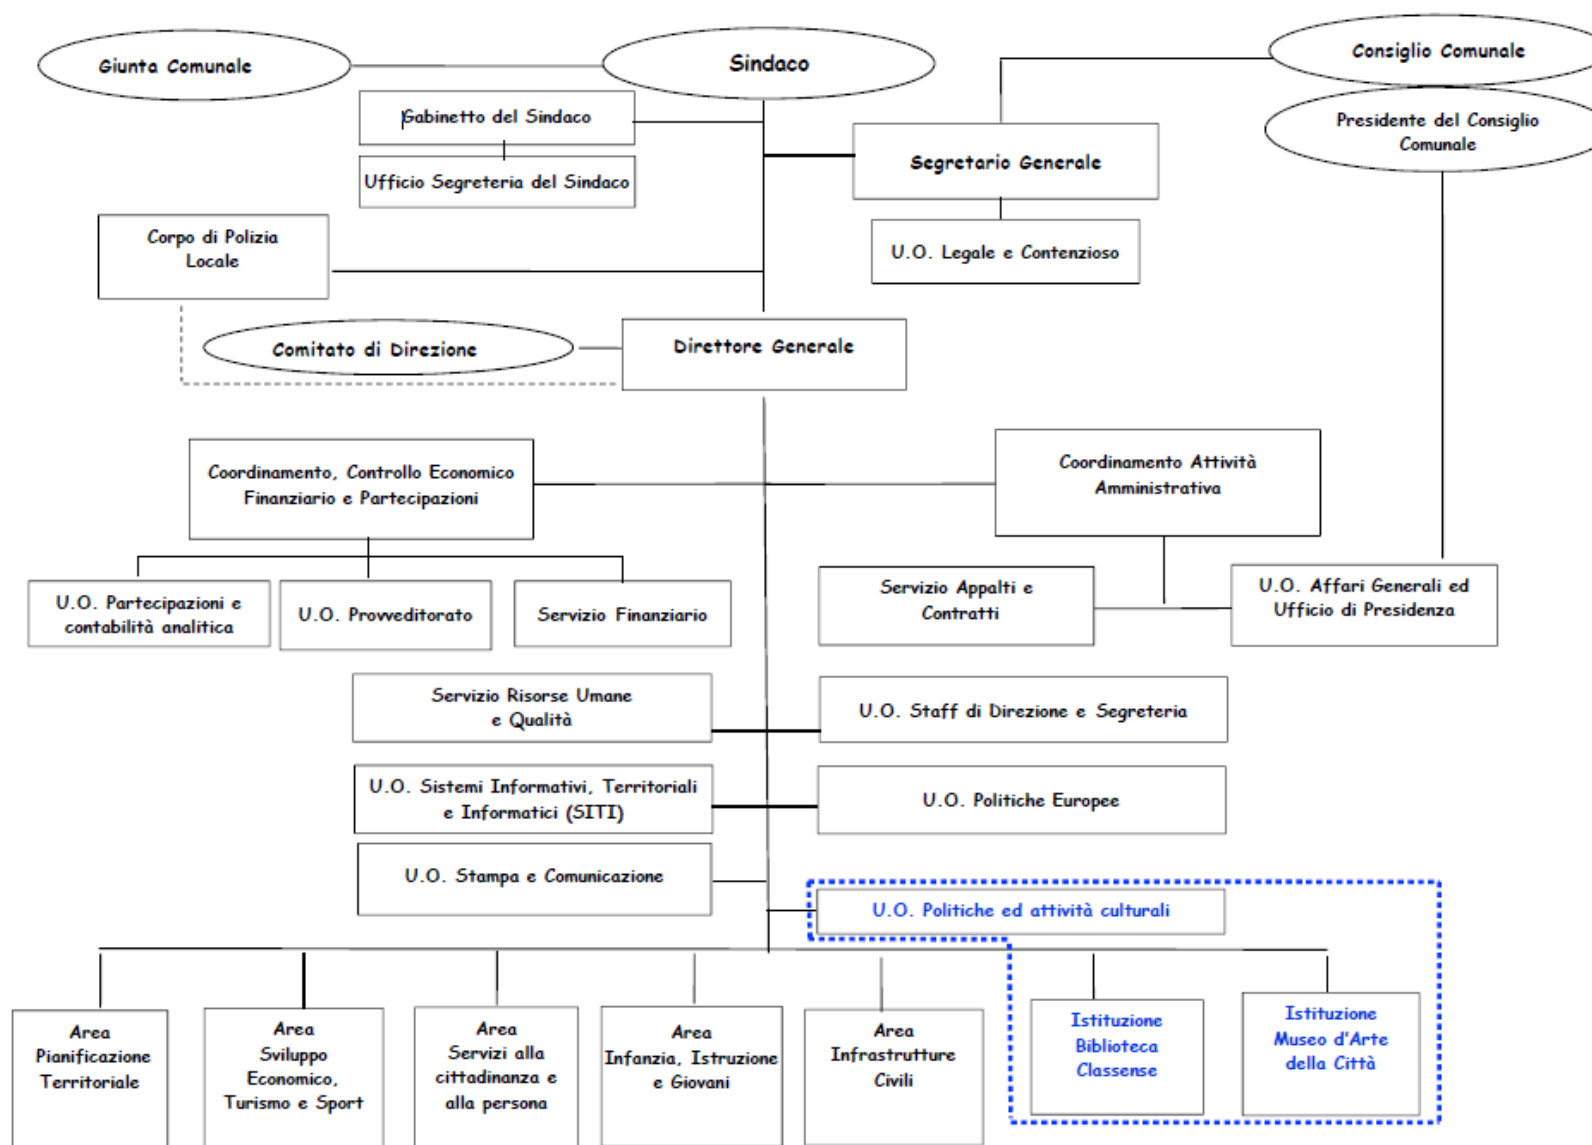 Giunta Comunale
Sindaco
Consiglio Comunale
Gabinetto del Sindaco
Presidente del Consiglio
Comunale
Segretario Generale
Ufficio Segreteria del Sindaco
Corpo di Polizia
Locale
U.O. Legale e Contenzioso
Comitato di Direzione
Direttore Generale
Coordinamento, Controllo Economico
Finanziario e Partecipazioni
Coordinamento Attività
Amministrativa
U.O. Partecipazioni e
contabilità analitica
U.O. Provveditorato
Servizio Finanziario
Servizio Appalti e
Contratti
U.O. Affari Generali ed
Ufficio di Presidenza
Servizio Risorse Umane
e Qualità
U.O. Staff di Direzione e Segreteria
U.O. Sistemi Informativi, Territoriali
e Informatici (SITI)
U.O. Politiche Europee
U.O. Stampa e Comunicazione
U.O. Politiche ed attività culturali
Area
Pianificazione
Territoriale
Area
Sviluppo
Economico,
Turismo e Sport
Area
Servizi alla
cittadinanza e
alla persona
Area
Infanzia, Istruzione
e Giovani
Area
Infrastrutture
Civili
Istituzione
Biblioteca
Classense
Istituzione
Museo d'Arte
della Città